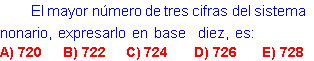 El mayor número de tres cifras del sistema
nonario, expresarlo en base diez, es:
A) 720 B) 722 C) 724 D) 726 E) 728